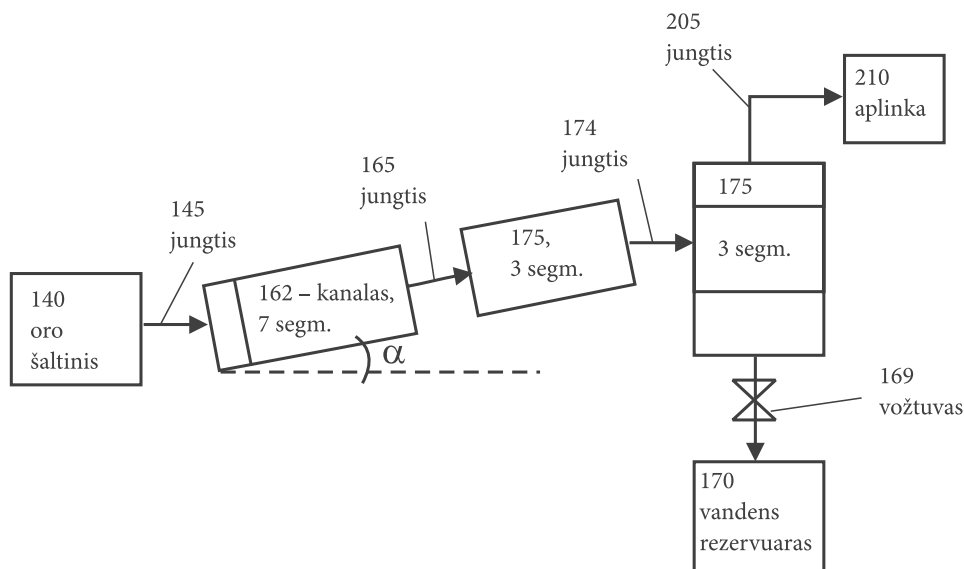 140
oro
šaltinis
145
jungtis
162 – kanalas,
7 segm.
α
165
jungtis
175,
3 segm.
174
jungtis
175
3 segm.
205
jungtis
210
aplinka
169
vožtuvas
170
vandens
rezervuaras